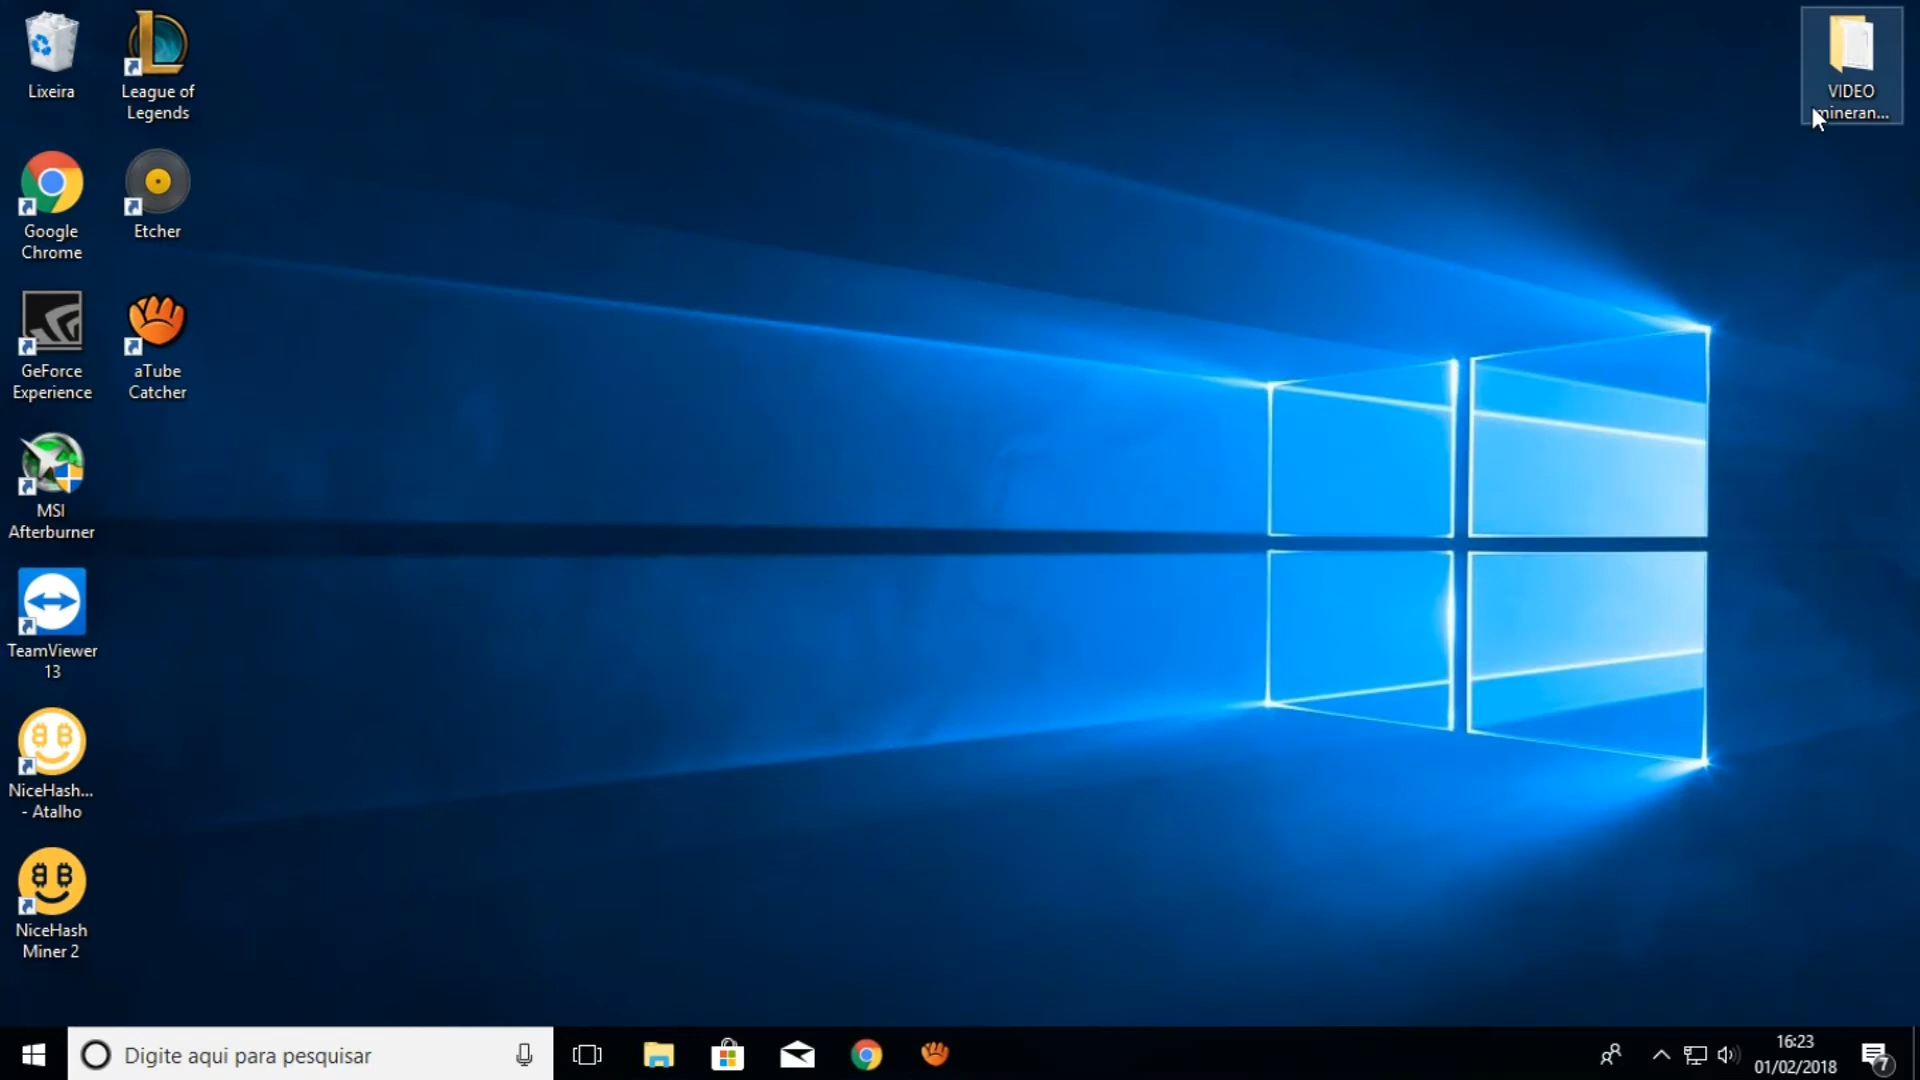 Lixeira
League of
Legends
VIDEO
mineran...
Google
Chrome
Etcher
GeForce
Experience
aTube
Catcher
MSI
Afterburner
TeamViewer
13
NiceHash...
- Atalho
NiceHash
Miner 2
Digite aqui para pesquisar
16:23
01/02/2018
7